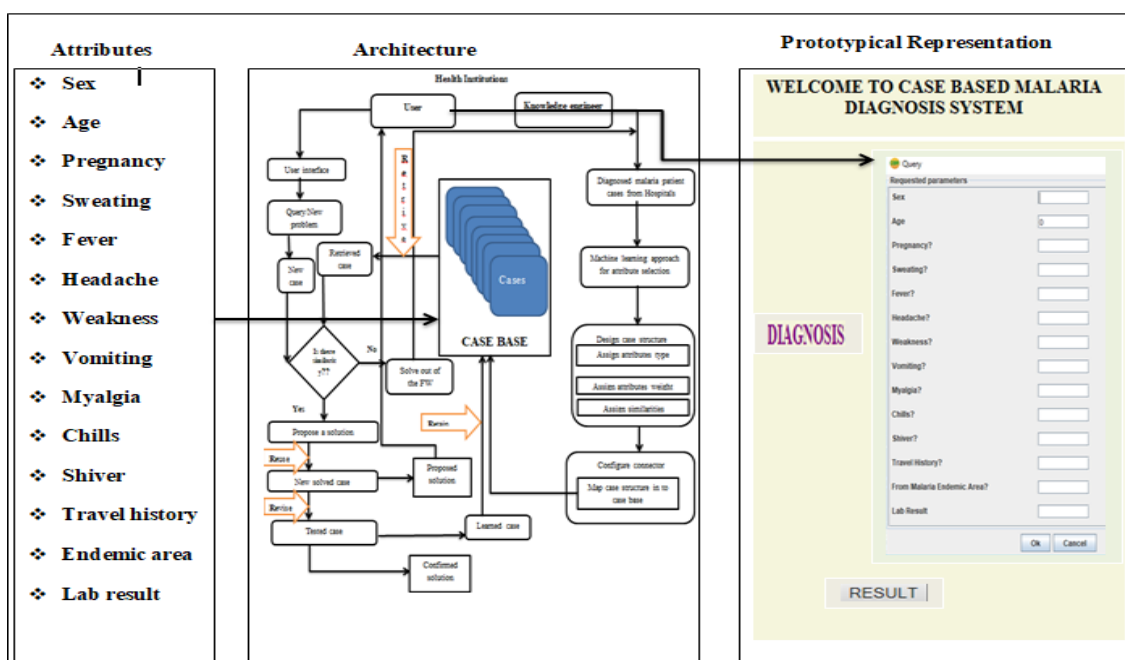 Attributes
❖ Sex
❖ Age
❖ Pregnancy
❖ Sweating
❖ Fever
❖ Headache
❖ Weakness
❖ Vomiting
❖ Myalgia
❖ Chills
❖ Shiver
❖ Travel history
❖ Endemic area
❖ Lab result
Architecture
Health Institutions
User
Knowledge engineer
User interface
Query New
problem
New
case
Retrieved
case
Is there
similarit
y??
No
Yes
Solve out of
the FW
Cases
CASE BASE
Retain
Propose a solution
Reuse
New solved case
Proposed
solution
Revise
Tested case
Learned case
Confirmed
solution
Diagnosed malaria patient
cases from Hospitals
Machine learning approach
for attribute selection
Design case structure
Assign attributes type
Assign attributes weight
Assign similarities
Configure connector
Map case structure in to
case base
Prototypical Representation
WELCOME TO CASE BASED MALARIA
DIAGNOSIS SYSTEM
DIAGNOSIS
Query
Requested parameters
Sex
Age
0
Pregnancy?
Sweating?
Fever?
Headache?
Weakness?
Vomiting?
Myalgia?
Chills?
Shiver?
Travel History?
From Malaria Endemic Area?
Lab Result
Ok Cancel
RESULT